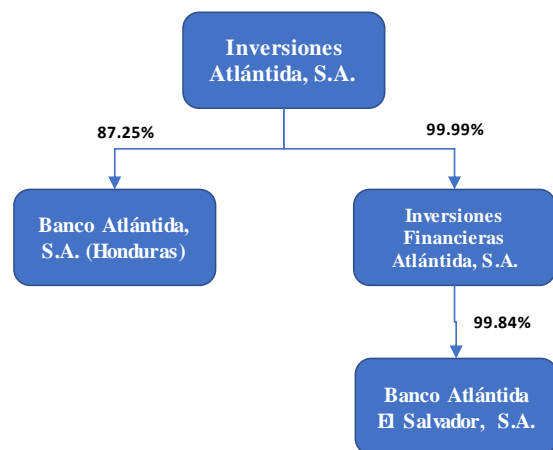 Inversiones
Atlántida, S.A.
87.25%
99.99%
Banco Atlántida,
S.A. (Honduras)
Inversiones
Financieras
Atlántida, S.A.
99.84%
Banco Atlántida
El Salvador, S.A.